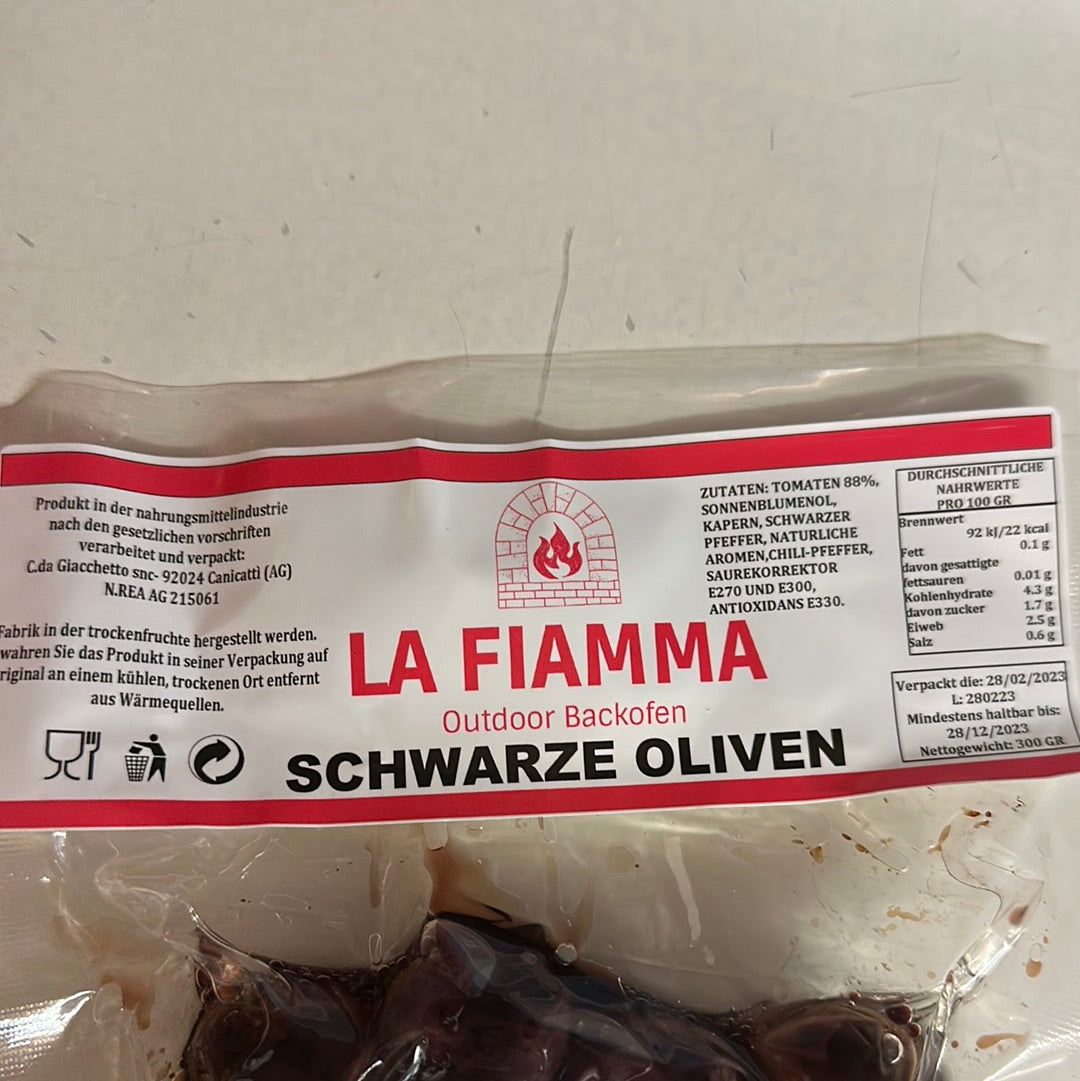 Produkt in der nahrungsmittelindustrie
nach den gesetzlichen vorschriften
verarbeitet und verpackt:
C.da Giacchetto snc- 92024 Canicatti (AG)
N.REA AG 215061
Fabrik in der trockenfruchte hergestellt werden.
wahren Sie das Produkt in seiner Verpackung auf
riginal an einem kühlen, trockenen Ort entfernt
aus Wärmequellen.
LA FIAMMA
Outdoor Backofen
SCHWARZE OLIVEN
ZUTATEN: TOMATEN 88%,
SONNENBLUMENOL,
KAPERN, SCHWARZER
PFEFFER, NATURLICHE
AROMEN,CHILI-PFEFFER,
SAUREKORREKTOR
E270 UND E300,
ANTIOXIDANS E330.
DURCHSCHNITTLICHE
NAHRWERTE
PRO 100 GR
Brennwert
92 kJ/22 kcal
Fett 0.1 g
davon gesattigte
fettsauren 0.01 g
Kohlenhydrate 4.3 g
davon zucker 1.7 g
Eiweb 2.5 g
Salz 0.6 g
Verpackt die: 28/02/2023
L: 280223
Mindestens haltbar bis:
28/12/2023
Nettogewicht: 300 GR